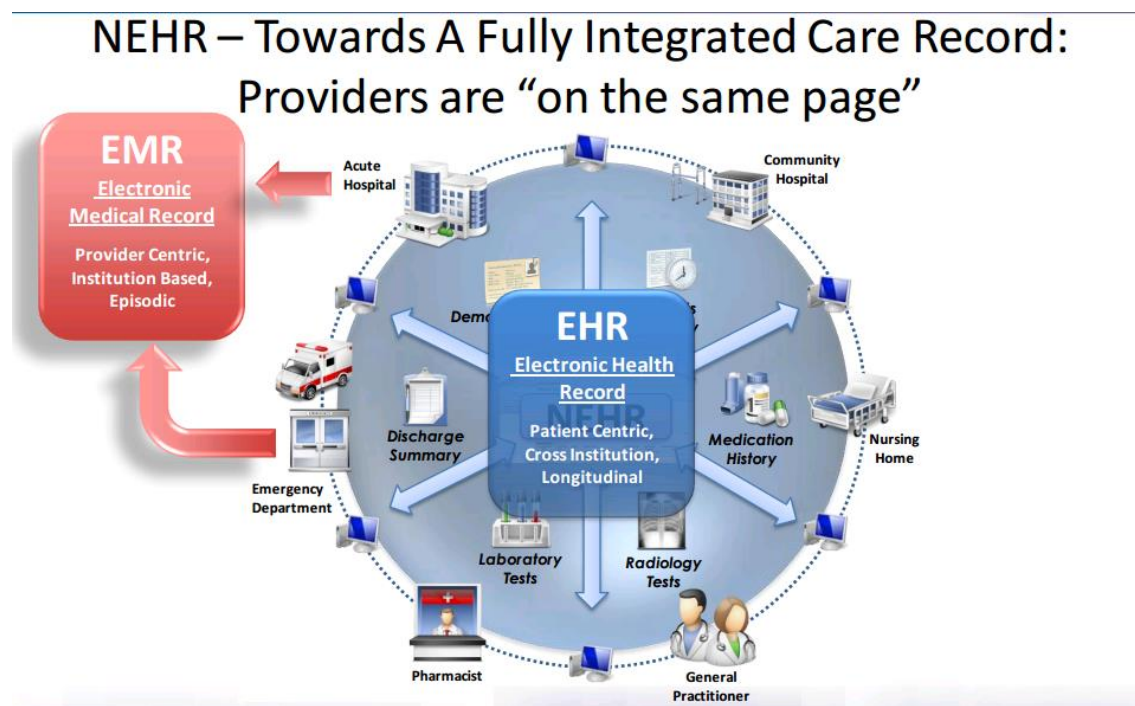 NEHR – Towards A Fully Integrated Care Record:
Providers are “on the same page”
EMR
Electronic
Medical Record
Provider Centric,
Institution Based,
Episodic
Acute
Hospital
Community
Hospital
EHR
Electronic Health
Record
NEHR
Patient Centric,
Cross Institution,
Longitudinal
Discharge
Summary
Medication
History
Nursing
Home
Emergency
Department
Laboratory
Tests
Radiology
Tests
Pharmacist
General
Practitioner